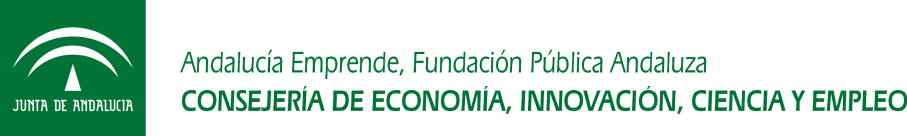 JUNTA DE ANDALUCIA
Andalucía Emprende, Fundación Pública Andaluza
CONSEJERÍA DE ECONOMÍA, INNOVACIÓN, CIENCIA Y EMPLEO